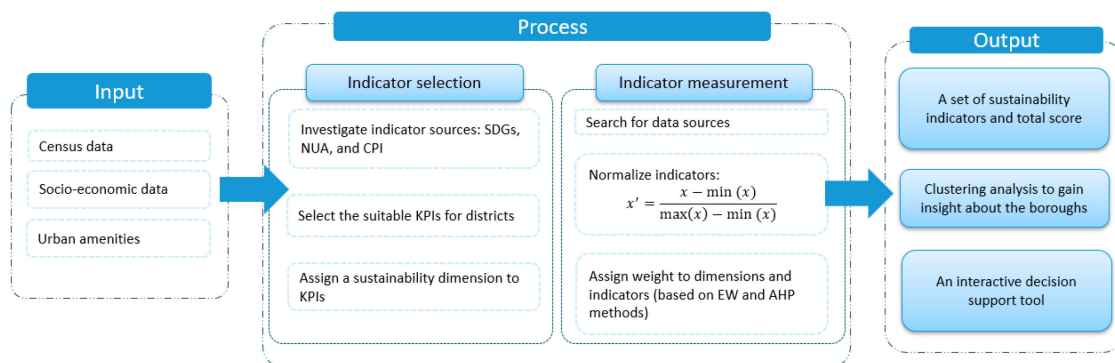 Process
Output
Input
Census data
Socio-economic data
Urban amenities
Indicator selection
Investigate indicator sources: SDGs,
NUA, and CPI
Select the suitable KPIs for districts
Assign a sustainability dimension to
KPIs
Indicator measurement
Search for data sources
Normalize indicators:
x′ = (x − min (x)) / (max(x) − min (x))
Assign weight to dimensions and
indicators (based on EW and AHP
methods)
A set of sustainability
indicators and total score
Clustering analysis to gain
insight about the boroughs
An interactive decision
support tool